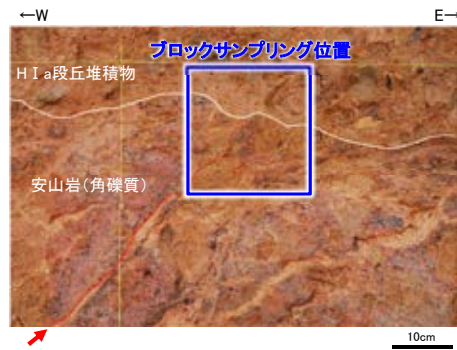 ←W
E→
ブロックサンプリング位置
HⅠa段丘堆積物
安山岩(角礫質)
10cm